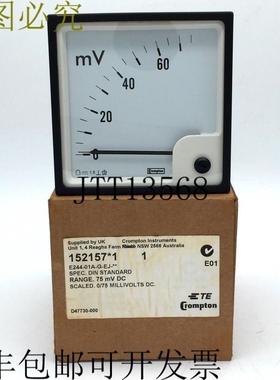 图必究
mV
60
40
20
0
Crompton
JTT13568
Supplied by UK
Unit 1, 4 Reaghs Farm
Crompton Instruments
NSW 2566 Australia
152157*1 1
E244-01A-G-EJ-**
SPEC. DIN STANDARD
RANGE. 75 mV DC
SCALED. 0/75 MILLIVOLTS DC.
D47730-000
E01
TE
Crompton
丰包邮可开发票